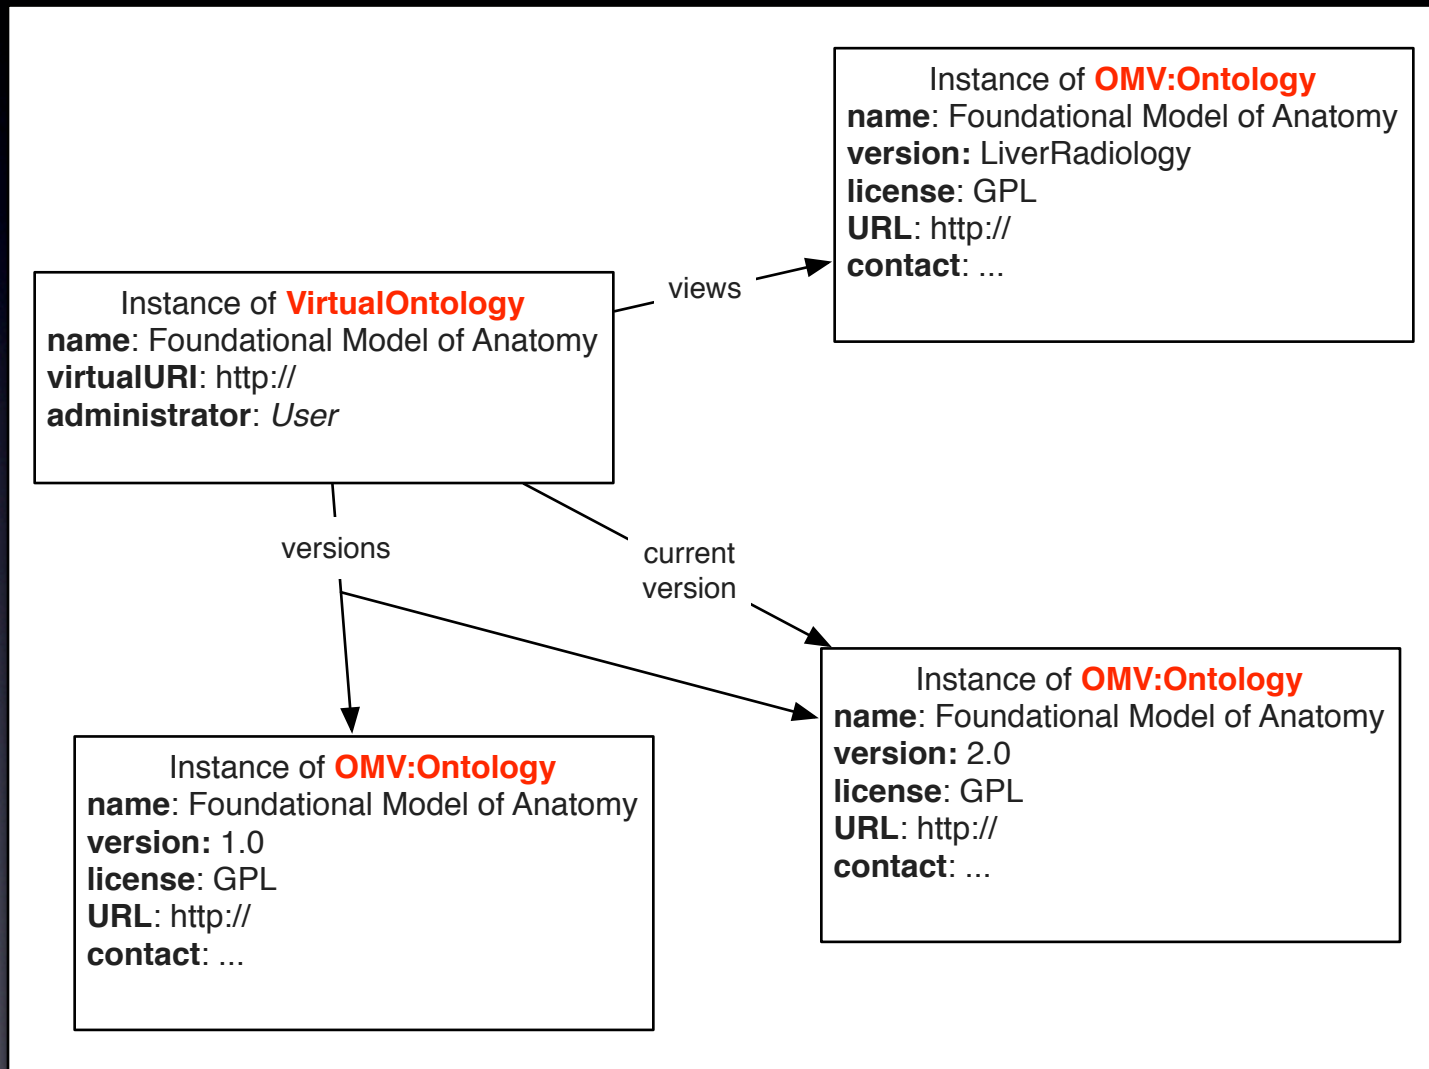 Instance of OMV:Ontology
name: Foundational Model of Anatomy
version: LiverRadiology
license: GPL
URL: http://
contact: ...
views
Instance of VirtualOntology
name: Foundational Model of Anatomy
virtualURI: http://
administrator: User
versions
current
version
Instance of OMV:Ontology
name: Foundational Model of Anatomy
version: 2.0
license: GPL
URL: http://
contact: ...
Instance of OMV:Ontology
name: Foundational Model of Anatomy
version: 1.0
license: GPL
URL: http://
contact: ...